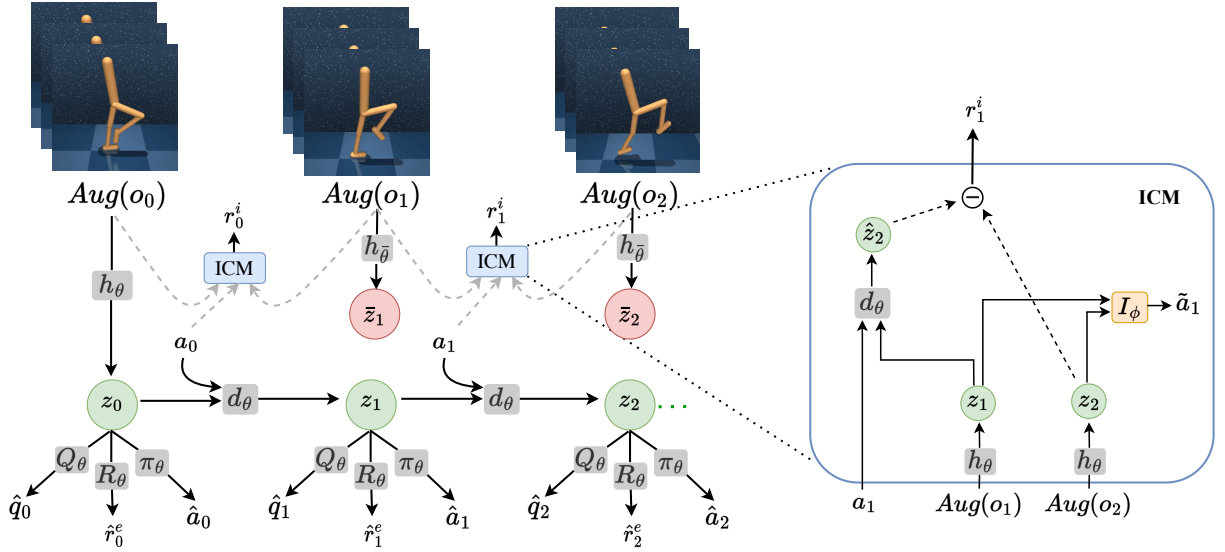 Aug(o₀) Aug(o₁) Aug(o₂)
r₀ⁱ r₁ⁱ
ICM ICM
h_θ h_θ̄ h_θ̄
z̄₁ z̄₂
a₀ a₁
z₀ d_θ z₁ d_θ z₂ ...
Q_θ R_θ π_θ Q_θ R_θ π_θ Q_θ R_θ π_θ
q̂₀ r̂₀ᵉ â₀ q̂₁ r̂₁ᵉ â₁ q̂₂ r̂₂ᵉ â₂
r₁ⁱ
ICM
−
ẑ₂
d_θ I_ϕ ã₁
z₁ z₂
h_θ h_θ
a₁ Aug(o₁) Aug(o₂)